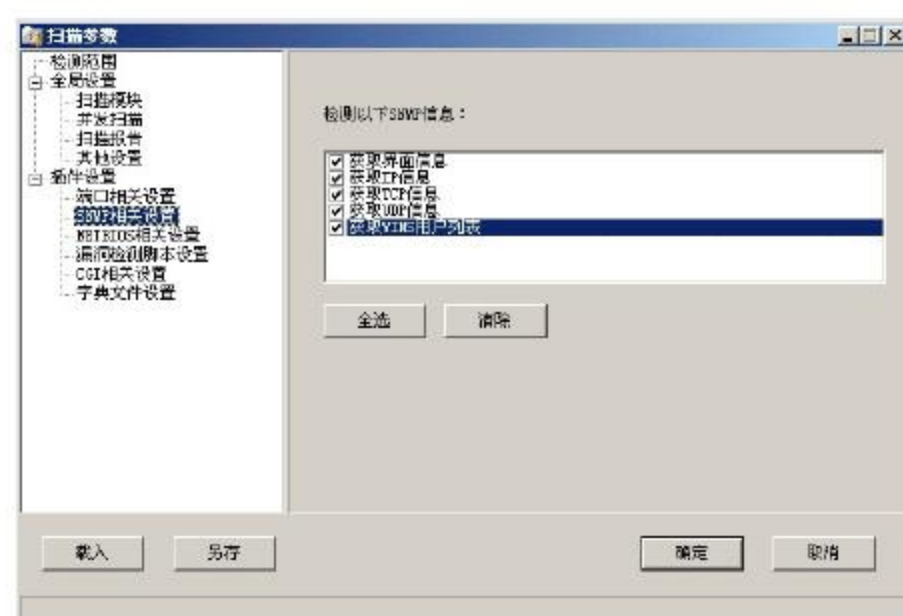 扫描参数
检测范围
全局设置
扫描模块
并发扫描
扫描报告
其他设置
插件设置
端口相关设置
SNMP相关设置
NETBIOS相关设置
漏洞检测脚本设置
CGI相关设置
字典文件设置
检测以下SNMP信息：
获取界面信息
获取IP信息
获取TCP信息
获取UDP信息
获取WINS用户列表
全选
清除
载入
另存
确定
取消